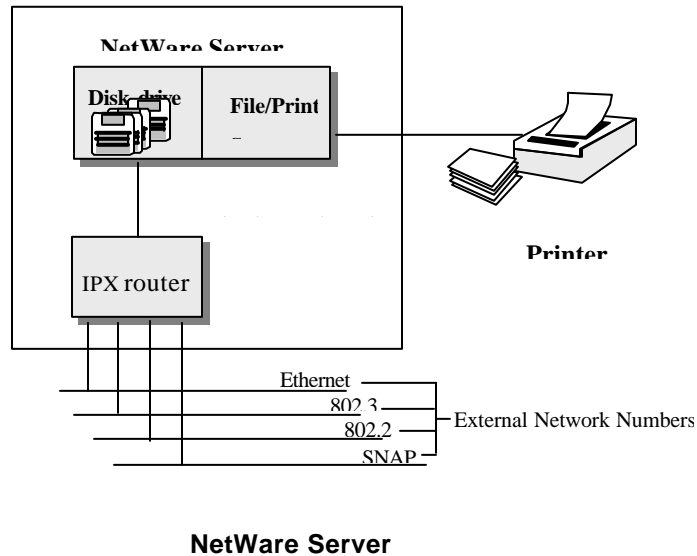 NetWare Server
Disk drive
File/Print
IPX router
Printer
Ethernet
802.3
802.2
SNAP
External Network Numbers
NetWare Server